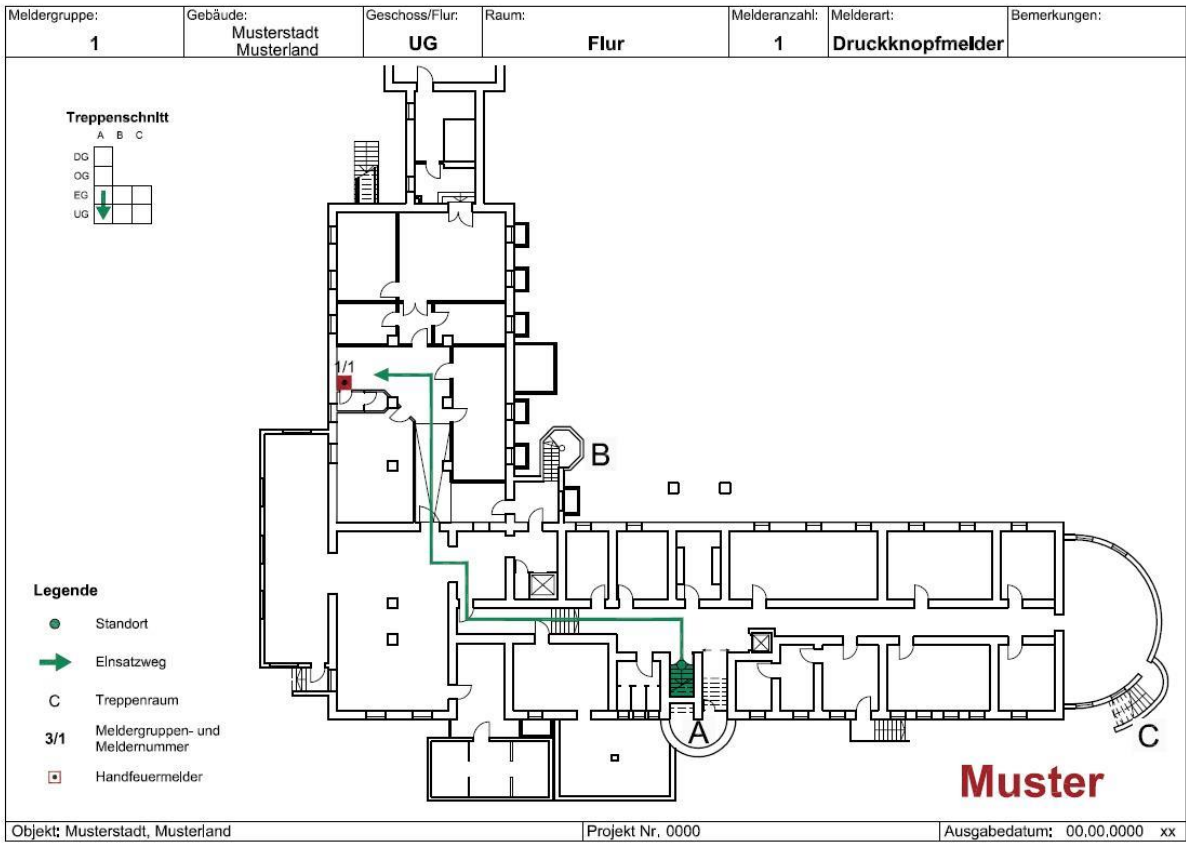 Meldergruppe:
1
Gebäude:
Musterstadt
Musterland
Geschoss/Flur:
UG
Raum:
Flur
Melderanzahl:
1
Melderart:
Druckknopfmelder
Bemerkungen:
Treppenschnitt
A B C
DG
OG
EG
UG
1/1
B
A
C
Legende
Standort
Einsatzweg
C Treppenraum
3/1 Meldergruppen- und
Meldernummer
Handfeuermelder
Muster
Objekt: Musterstadt, Musterland
Projekt Nr. 0000
Ausgabedatum: 00.00.0000 xx